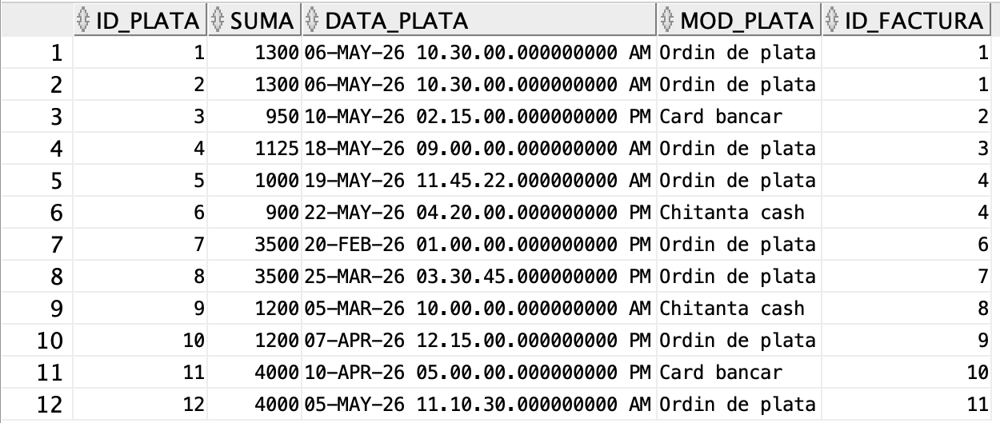 ID_PLATA SUMA DATA_PLATA MOD_PLATA ID_FACTURA
1 1 1300 06-MAY-26 10.30.00.000000000 AM Ordin de plata 1
2 2 1300 06-MAY-26 10.30.00.000000000 AM Ordin de plata 1
3 3 950 10-MAY-26 02.15.00.000000000 PM Card bancar 2
4 4 1125 18-MAY-26 09.00.00.000000000 AM Ordin de plata 3
5 5 1000 19-MAY-26 11.45.22.000000000 AM Ordin de plata 4
6 6 900 22-MAY-26 04.20.00.000000000 PM Chitanta cash 4
7 7 3500 20-FEB-26 01.00.00.000000000 PM Ordin de plata 6
8 8 3500 25-MAR-26 03.30.45.000000000 PM Ordin de plata 7
9 9 1200 05-MAR-26 10.00.00.000000000 AM Chitanta cash 8
10 10 1200 07-APR-26 12.15.00.000000000 PM Ordin de plata 9
11 11 4000 10-APR-26 05.00.00.000000000 PM Card bancar 10
12 12 4000 05-MAY-26 11.10.30.000000000 AM Ordin de plata 11